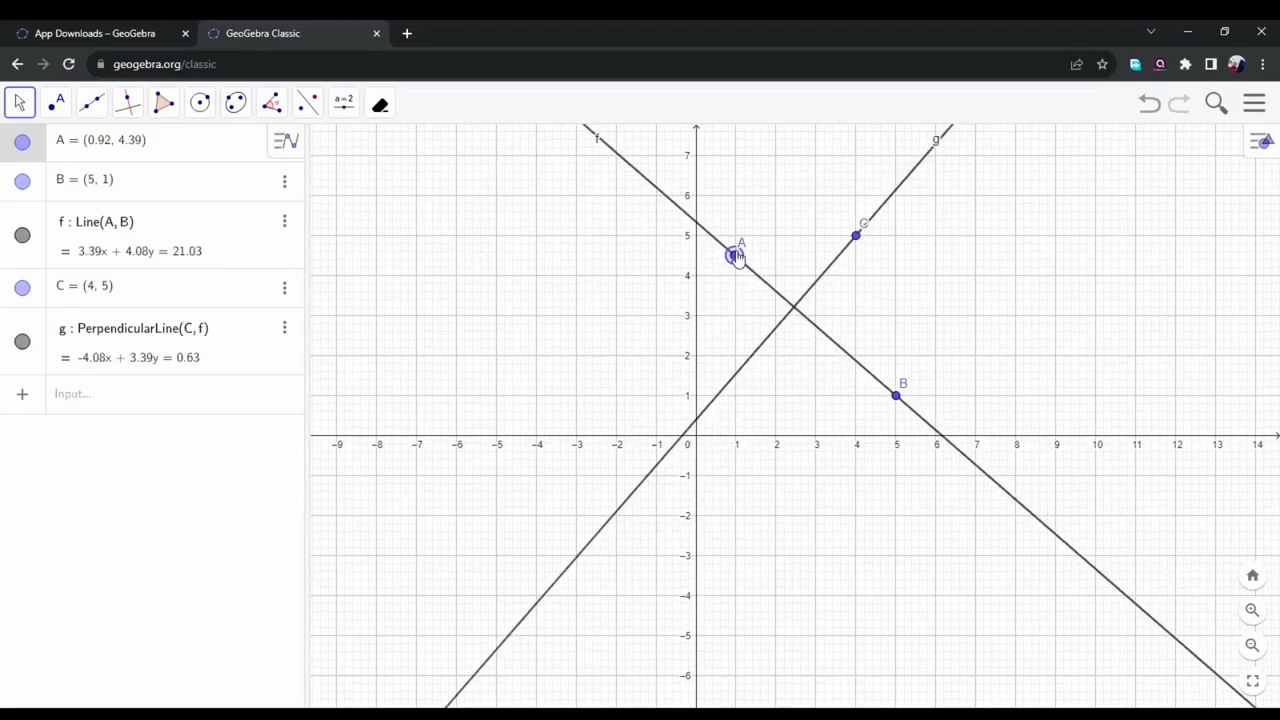 App Downloads – GeoGebra
GeoGebra Classic
geogebra.org/classic
A
a=2
A = (0.92, 4.39)
B = (5, 1)
f : Line(A, B)
= 3.39x + 4.08y = 21.03
C = (4, 5)
g : PerpendicularLine(C, f)
= -4.08x + 3.39y = 0.63
Input...
f
g
7
6
C
5
A
4
3
2
B
1
−9 −8 −7 −6 −5 −4 −3 −2 −1 0 1 2 3 4 5 6 7 8 9 10 11 12 13 14
−1
−2
−3
−4
−5
−6